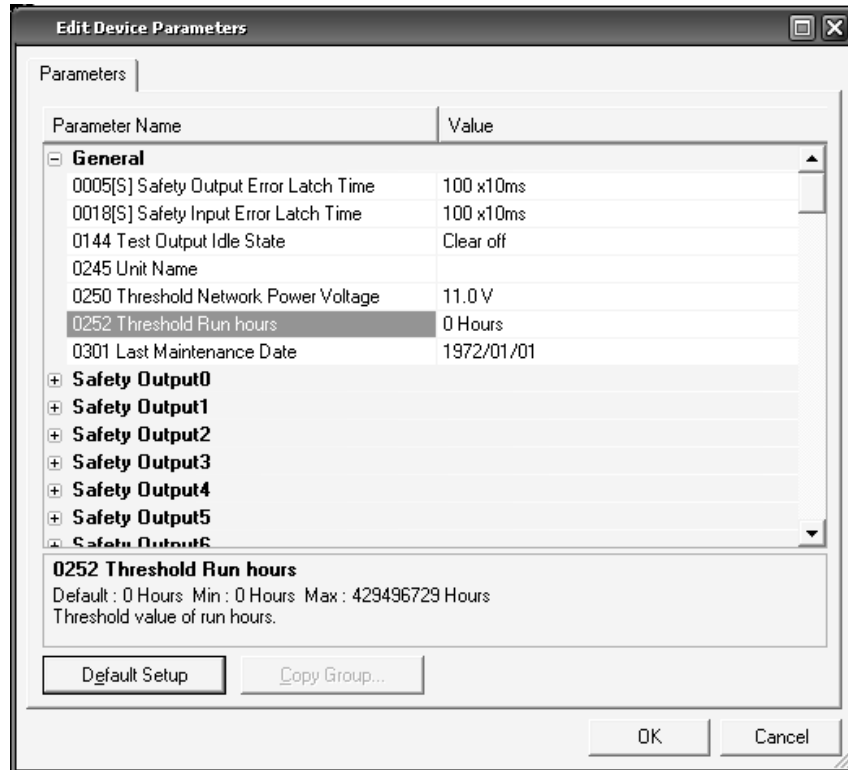 Edit Device Parameters
Parameters
Parameter Name Value
General
0005[S] Safety Output Error Latch Time 100 x10ms
0018[S] Safety Input Error Latch Time 100 x10ms
0144 Test Output Idle State Clear off
0245 Unit Name
0250 Threshold Network Power Voltage 11.0 V
0252 Threshold Run hours 0 Hours
0301 Last Maintenance Date 1972/01/01
Safety Output0
Safety Output1
Safety Output2
Safety Output3
Safety Output4
Safety Output5
Safety Output6
0252 Threshold Run hours
Default : 0 Hours Min : 0 Hours Max : 429496729 Hours
Threshold value of run hours.
Default Setup Copy Group...
OK Cancel